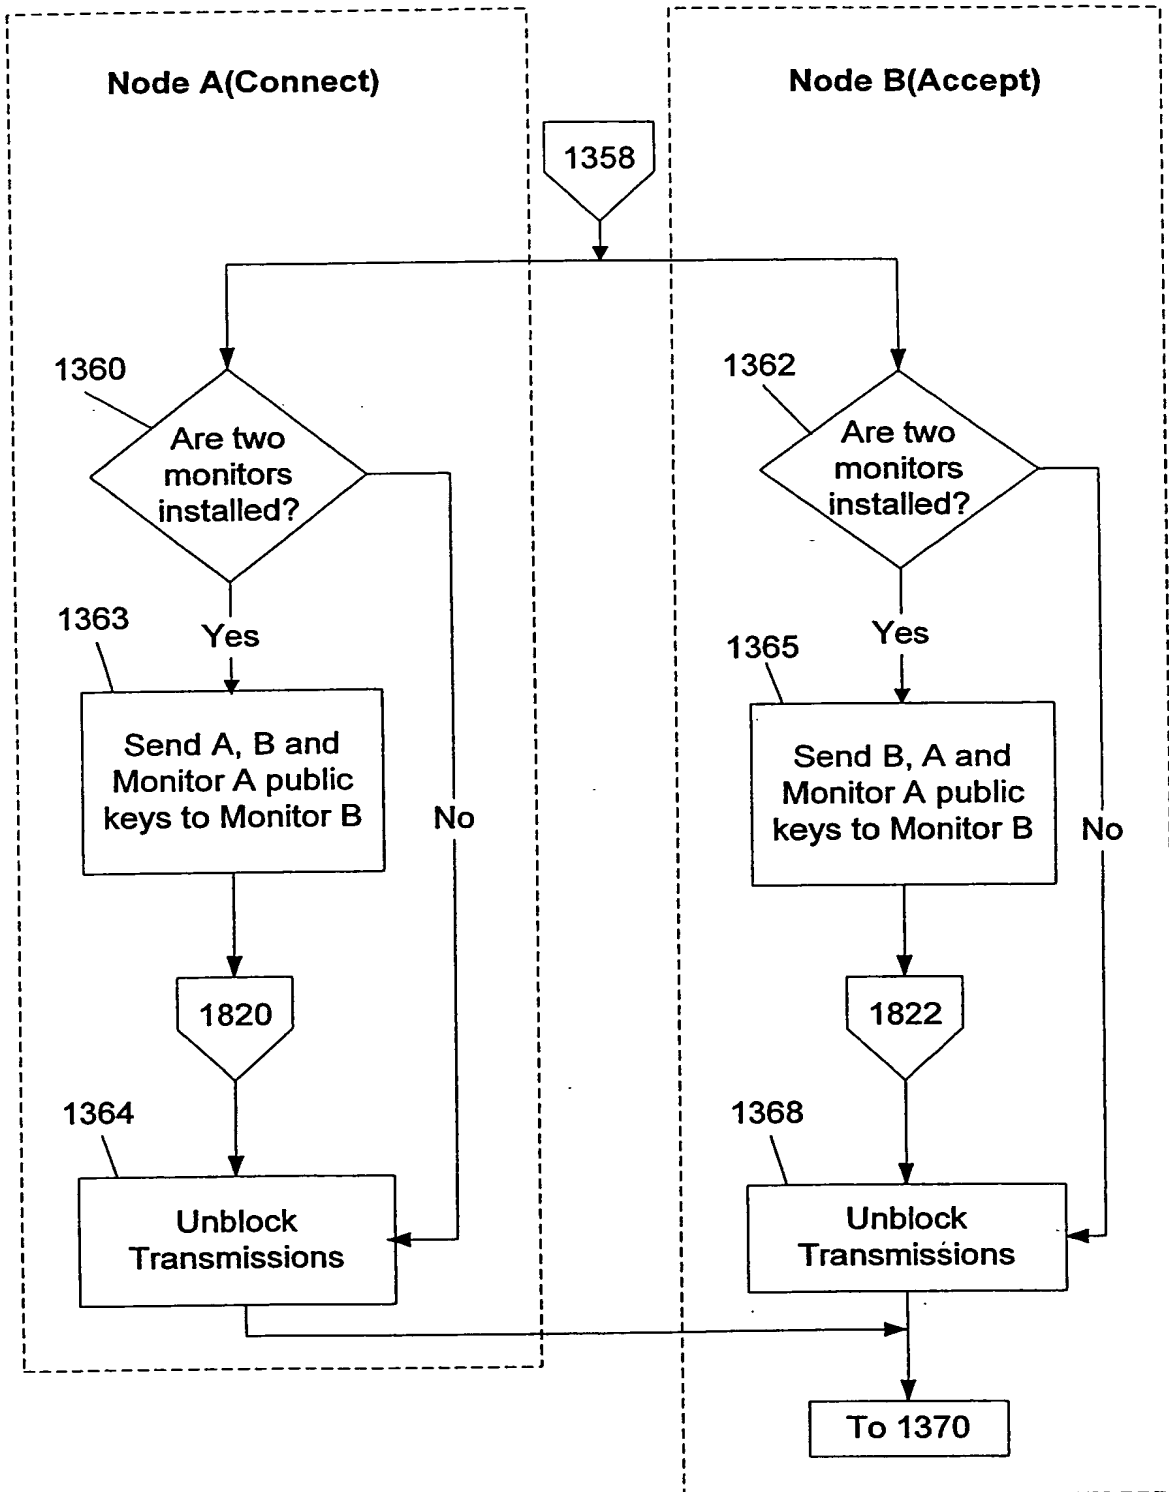 Node A(Connect)
Node B(Accept)
1358
1360
Are two
monitors
installed?
1362
Are two
monitors
installed?
1363
Yes
1365
Yes
Send A, B and
Monitor A public
keys to Monitor B
No
Send B, A and
Monitor A public
keys to Monitor B
No
1820
1822
1364
1368
Unblock
Transmissions
Unblock
Transmissions
To 1370